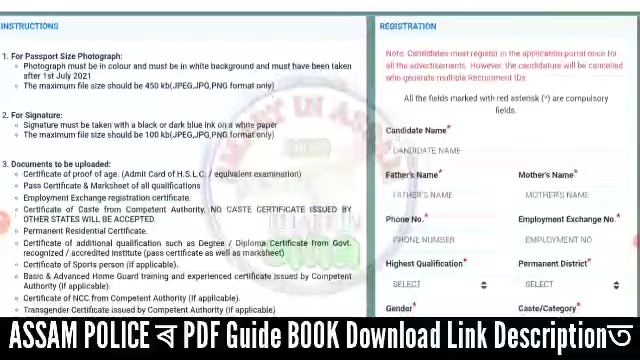 INSTRUCTIONS
1. For Passport Size Photograph:
Photograph must be in colour and must be in white background and must have been taken
after 1st July 2021
The maximum file size should be 450 kb(JPEG,JPG,PNG format only)
2. For Signature:
Signature must be taken with a black or dark blue ink on a white paper
The maximum file size should be 100 kb(JPEG,JPG,PNG format only)
3. Documents to be uploaded:
Certificate of proof of age. (Admit Card of H.S.L.C. / equivalent examination)
Pass Certificate & Marksheet of all qualifications
Employment Exchange registration certificate.
Certificate of Caste from Competent Authority, NO CASTE CERTIFICATE ISSUED BY
OTHER STATES WILL BE ACCEPTED.
Permanent Residential Certificate.
Certificate of additional qualification such as Degree / Diploma Certificate from Govt.
recognized / accredited institute (pass certificate as well as marksheet)
Certificate of Sports person (if applicable).
Basic & Advanced Home Guard training and experienced certificate issued by Competent
Authority (if applicable).
Certificate of NCC from Competent Authority (if applicable).
Transgender Certificate issued by Competent Authority (if applicable)
REGISTRATION
Note: Candidates must register in the application portal once for
all the advertisements. However, the candidature will be cancelled
who generate multiple Recruitment IDs
All the fields marked with red asterisk (*) are compulsory
fields.
Candidate Name*
CANDIDATE NAME
Father's Name* Mother's Name*
FATHER'S NAME MOTHER'S NAME
Phone No.* Employment Exchange No.*
PHONE NUMBER EMPLOYMENT NO
Highest Qualification* Permanent District*
SELECT SELECT
Gender* Caste/Category*
ASSAM POLICE ৰ PDF Guide BOOK Download Link Descriptionত